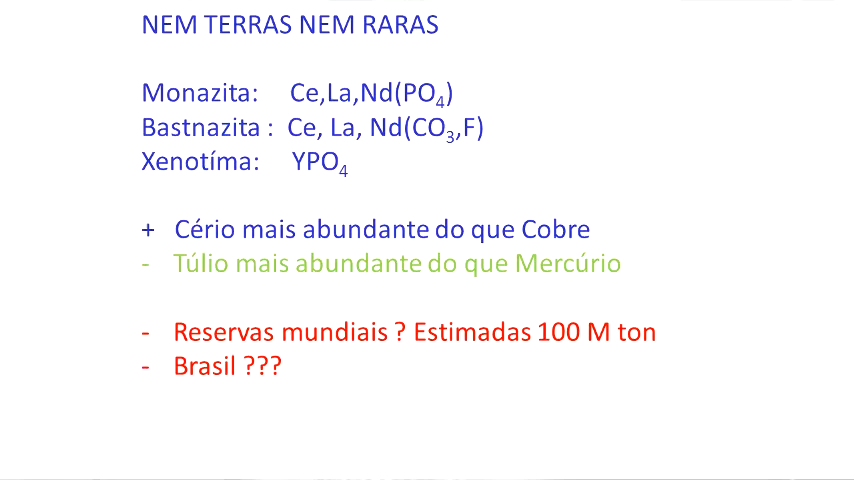 NEM TERRAS NEM RARAS
Monazita: Ce,La,Nd(PO₄)
Bastnazita : Ce, La, Nd(CO₃,F)
Xenotíma: YPO₄
+ Cério mais abundante do que Cobre
- Túlio mais abundante do que Mercúrio
- Reservas mundiais ? Estimadas 100 M ton
- Brasil ???